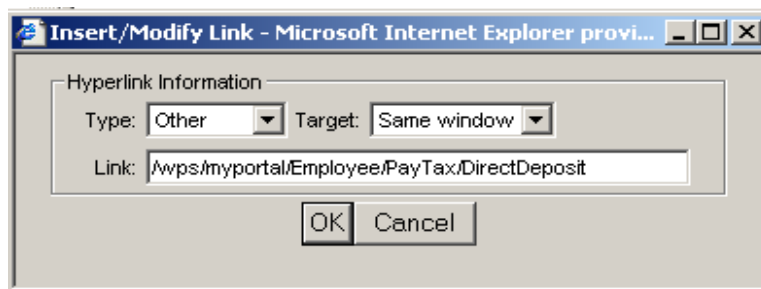 Insert/Modify Link - Microsoft Internet Explorer provi...
Hyperlink Information
Type: Other Target: Same window
Link: /wps/myportal/Employee/PayTax/DirectDeposit
OK Cancel